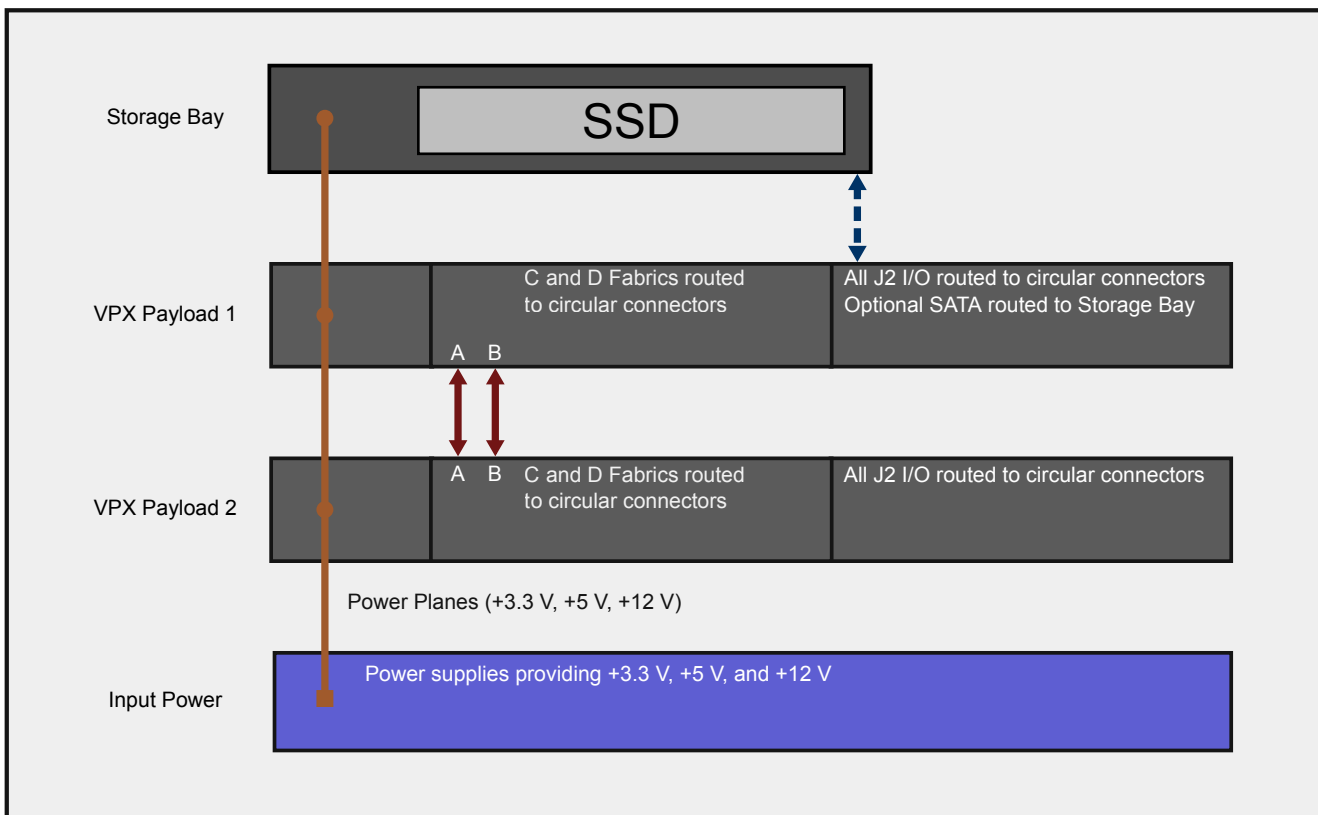 Storage Bay
SSD
VPX Payload 1
C and D Fabrics routed
to circular connectors
All J2 I/O routed to circular connectors
Optional SATA routed to Storage Bay
A B
VPX Payload 2
A B
C and D Fabrics routed
to circular connectors
All J2 I/O routed to circular connectors
Power Planes (+3.3 V, +5 V, +12 V)
Input Power
Power supplies providing +3.3 V, +5 V, and +12 V